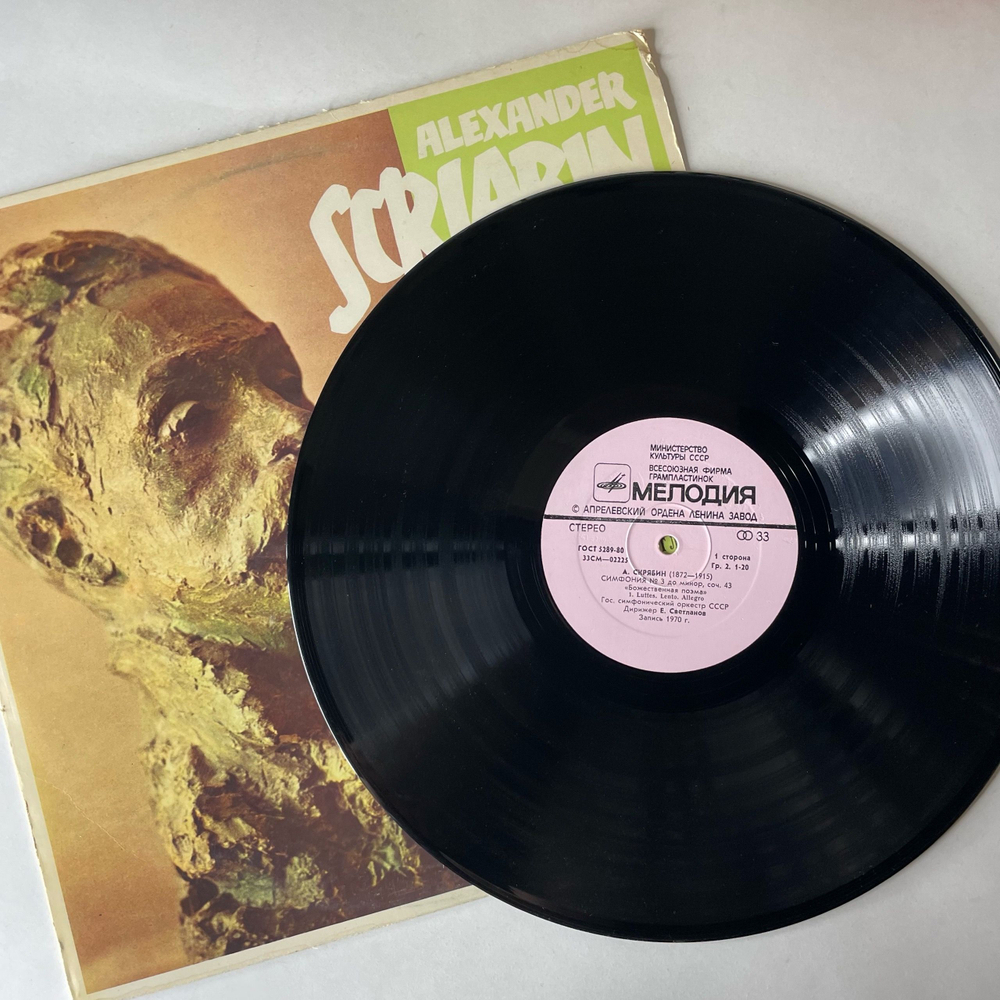 ALEXANDER
SCRIABIN
МИНИСТЕРСТВО
КУЛЬТУРЫ СССР
ВСЕСОЮЗНАЯ ФИРМА
ГРАМПЛАСТИНОК
МЕЛОДИЯ
© АПРЕЛЕВСКИЙ ОРДЕНА ЛЕНИНА ЗАВОД
СТЕРЕО 33
ГОСТ 5289-80 1 сторона
33СМ—02225 Гр. 2. 1-20
А. СКРЯБИН (1872—1915)
СИМФОНИЯ № 3 до минор, соч. 43
«Божественная поэма»
1. Luttes. Lento. Allegro
Гос. симфонический оркестр СССР
Дирижер Е. Светланов
Запись 1970 г.